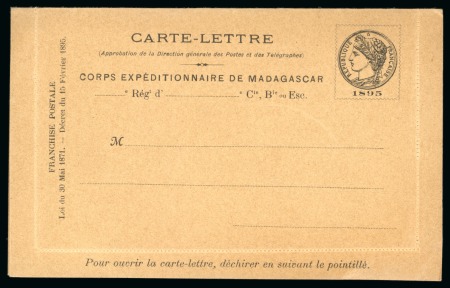 CARTE-LETTRE
(Approbation de la Direction générale des Postes et des Télégraphes)
CORPS EXPÉDITIONNAIRE DE MADAGASCAR
e Régt d' e Cie, Bie ou Esc.
RÉPUBLIQUE FRANÇAISE
1895
FRANCHISE POSTALE
Loi du 30 Mai 1871. — Décret du 15 Février 1895.
M
Pour ouvrir la carte-lettre, déchirer en suivant le pointillé.